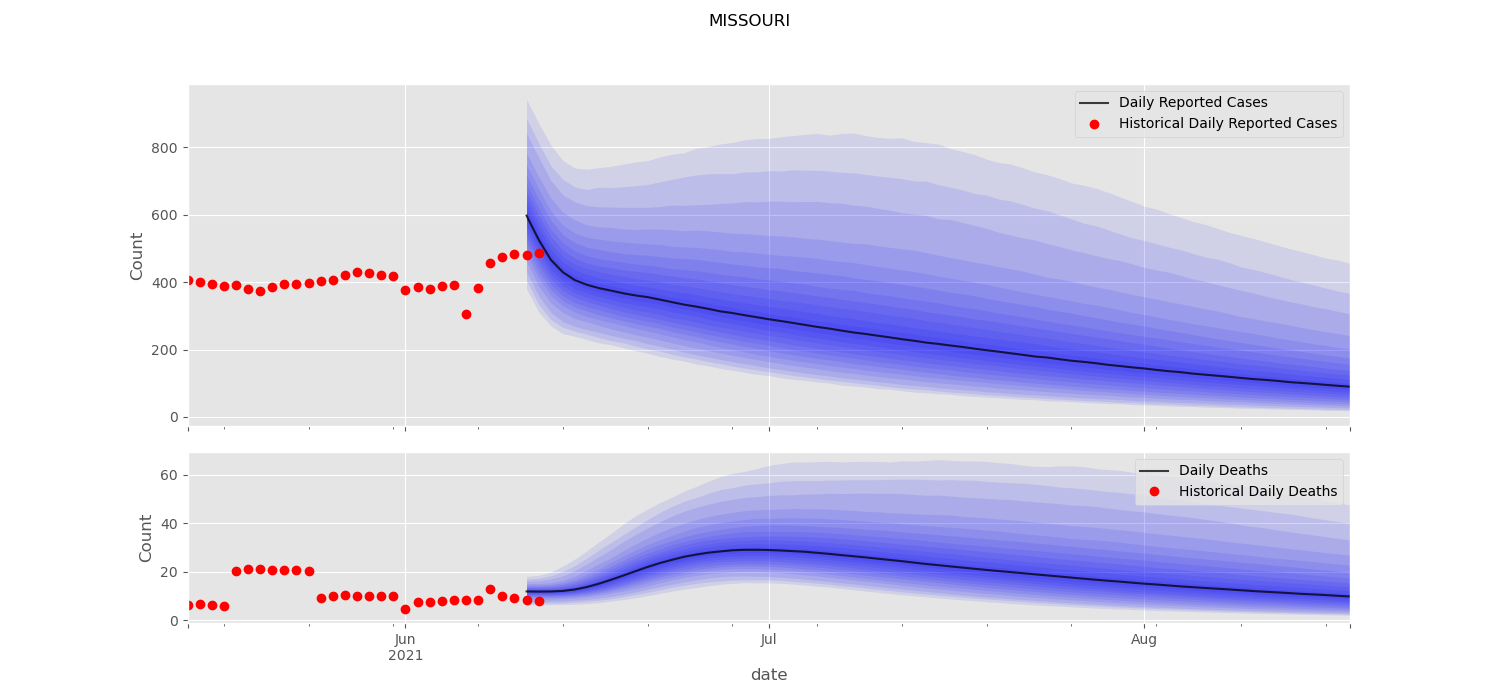 MISSOURI
Daily Reported Cases
Historical Daily Reported Cases
800
600
400
200
0
Count
Daily Deaths
Historical Daily Deaths
60
40
20
0
Count
Jun
2021
Jul
Aug
date